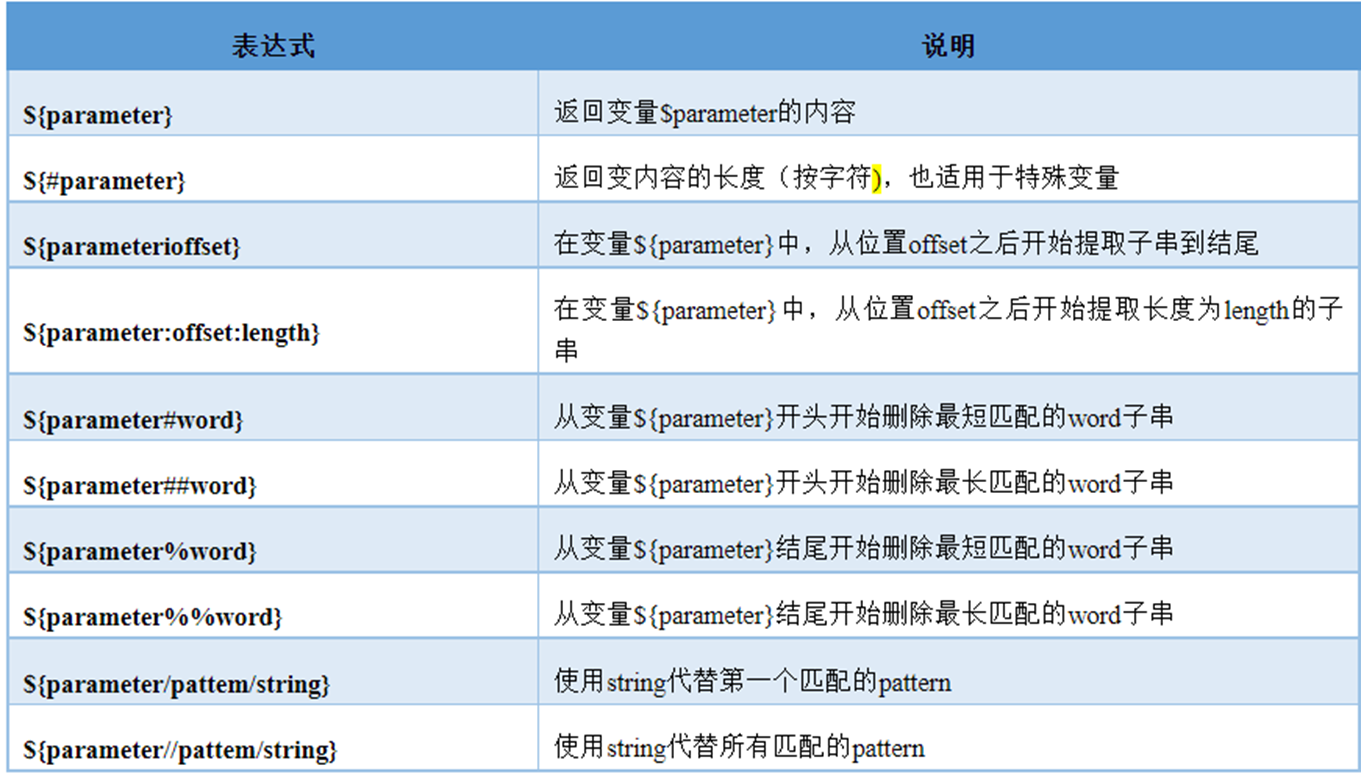 表达式 说明
${parameter} 返回变量$parameter的内容
${#parameter} 返回变内容的长度（按字符)，也适用于特殊变量
${parameterioffset} 在变量${parameter}中，从位置offset之后开始提取子串到结尾
${parameter:offset:length} 在变量${parameter}中，从位置offset之后开始提取长度为length的子
串
${parameter#word} 从变量${parameter}开头开始删除最短匹配的word子串
${parameter##word} 从变量${parameter}开头开始删除最长匹配的word子串
${parameter%word} 从变量${parameter}结尾开始删除最短匹配的word子串
${parameter%%word} 从变量${parameter}结尾开始删除最长匹配的word子串
${parameter/pattem/string} 使用string代替第一个匹配的pattern
${parameter//pattem/string} 使用string代替所有匹配的pattern